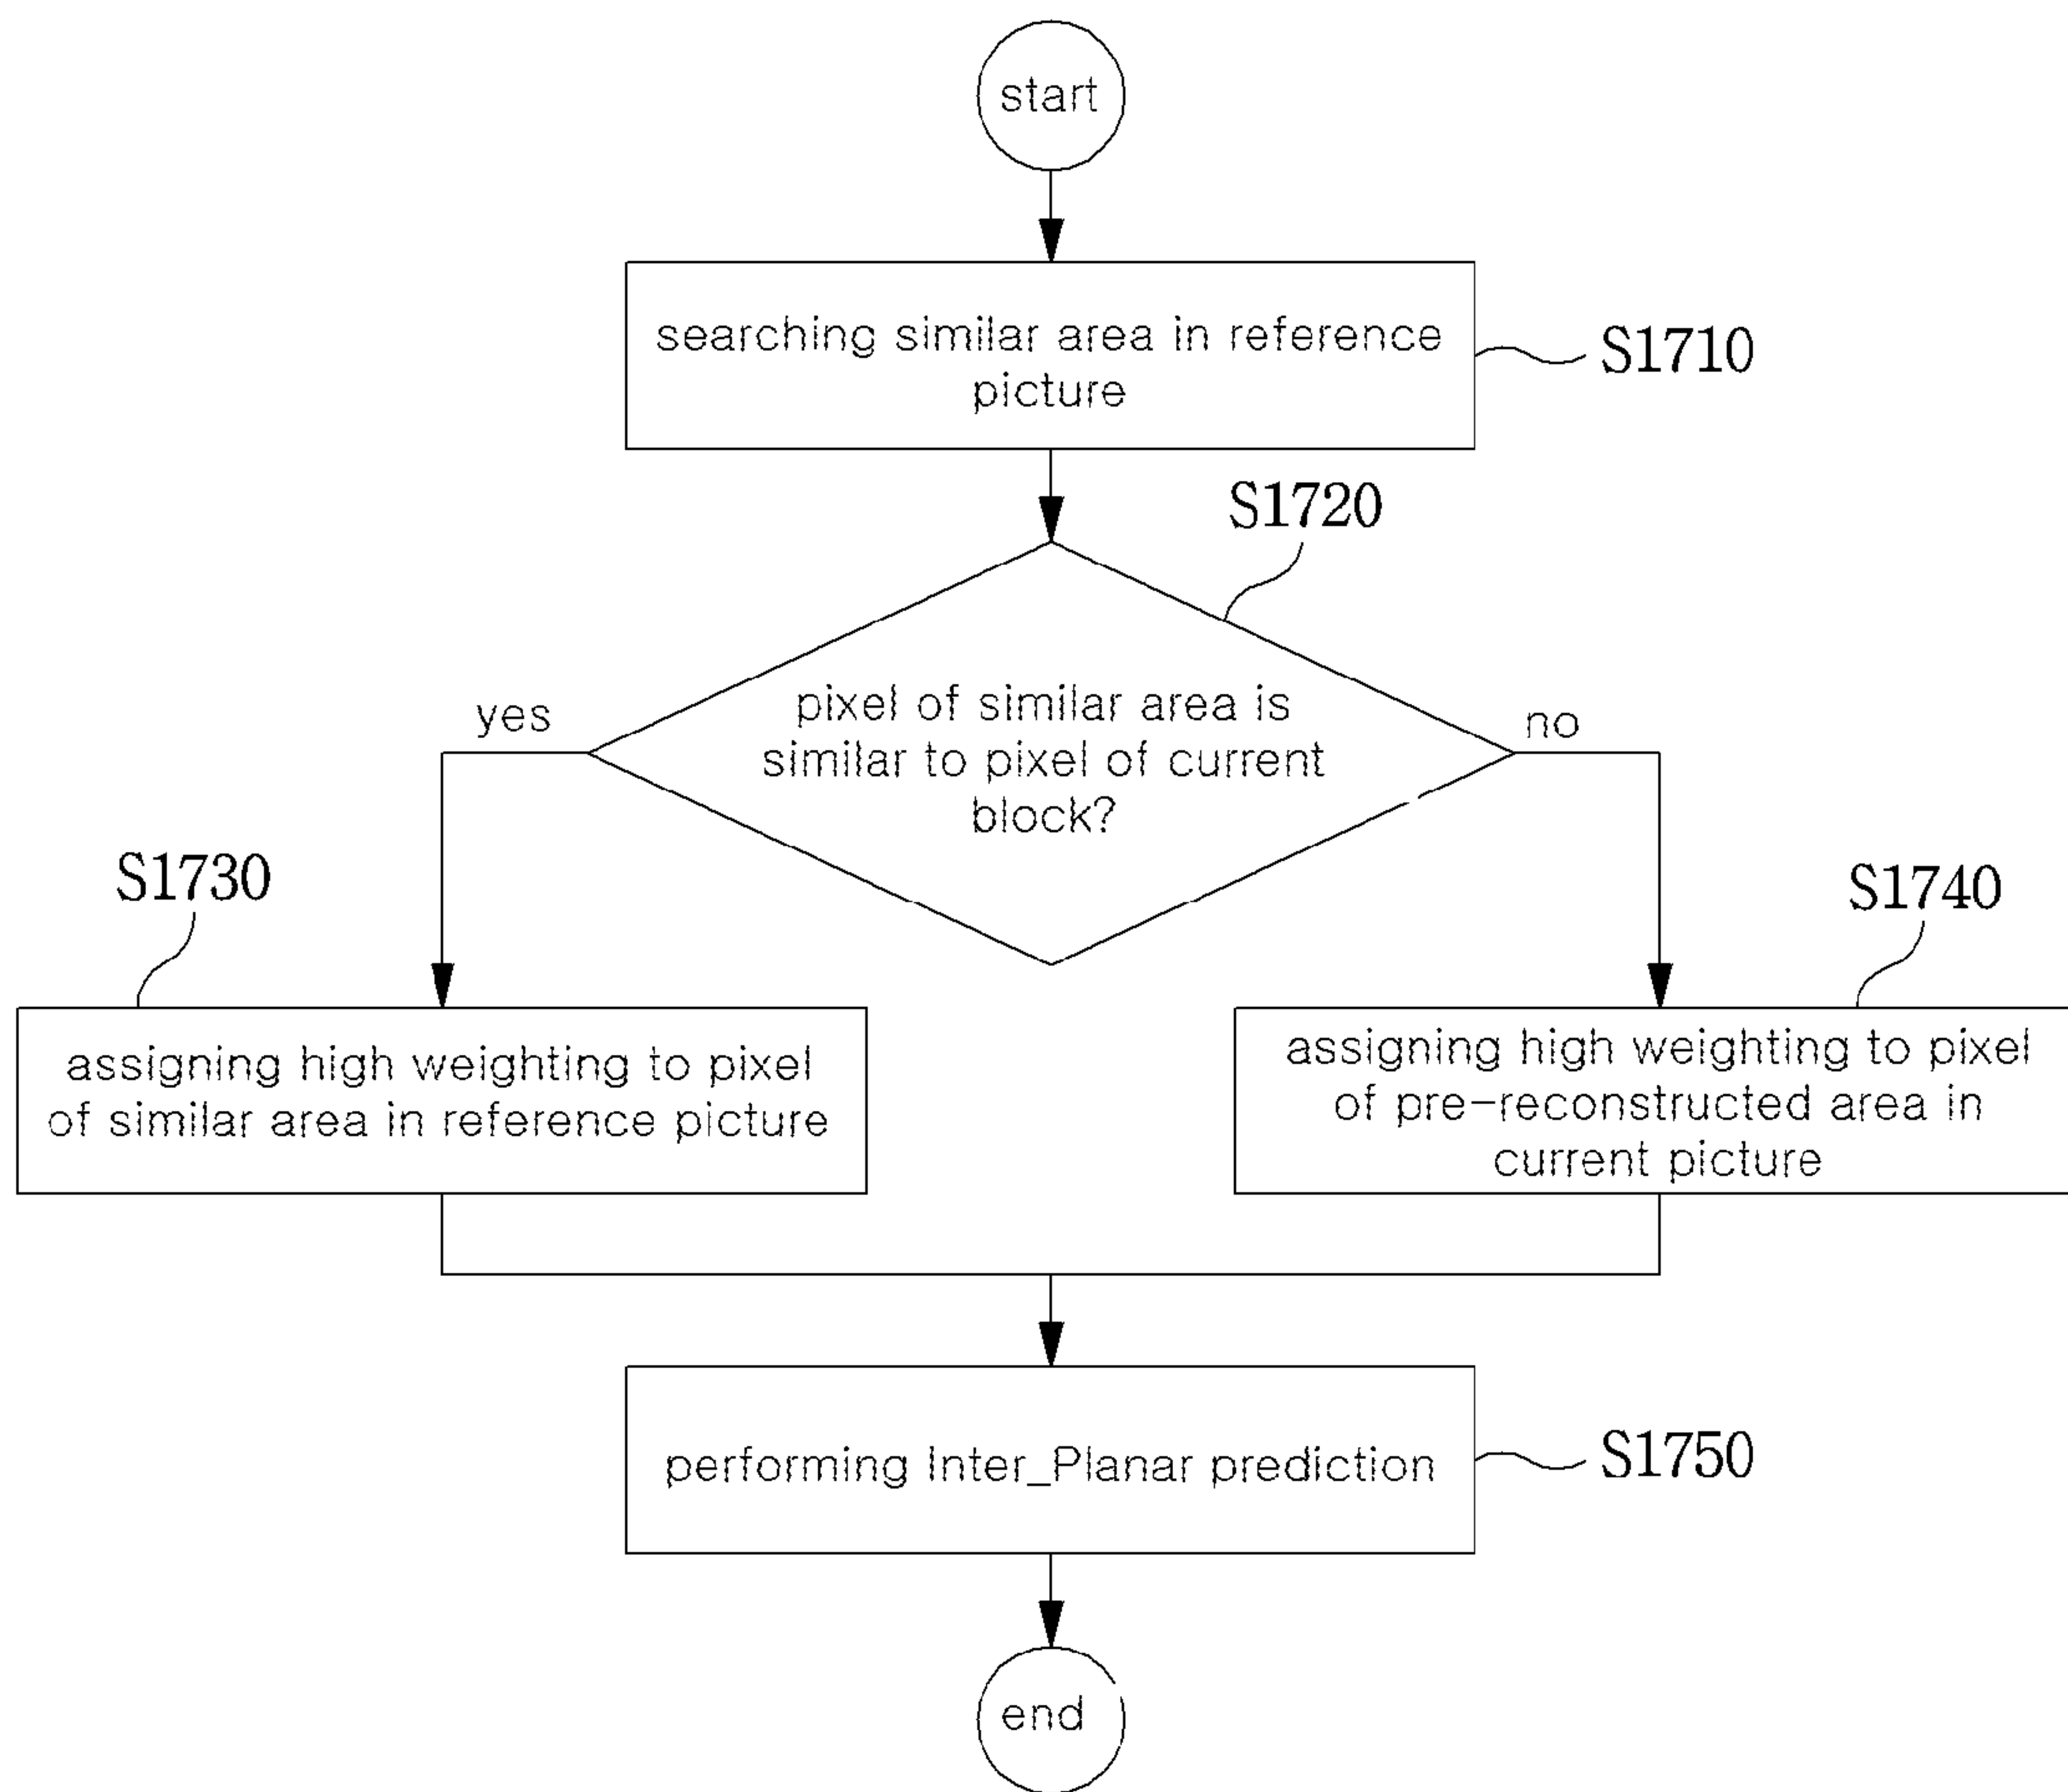 start
searching similar area in reference
picture
S1710
S1720
pixel of similar area is
similar to pixel of current
block?
yes
no
S1730
S1740
assigning high weighting to pixel
of similar area in reference picture
assigning high weighting to pixel
of pre-reconstructed area in
current picture
performing Inter_Planar prediction
S1750
end